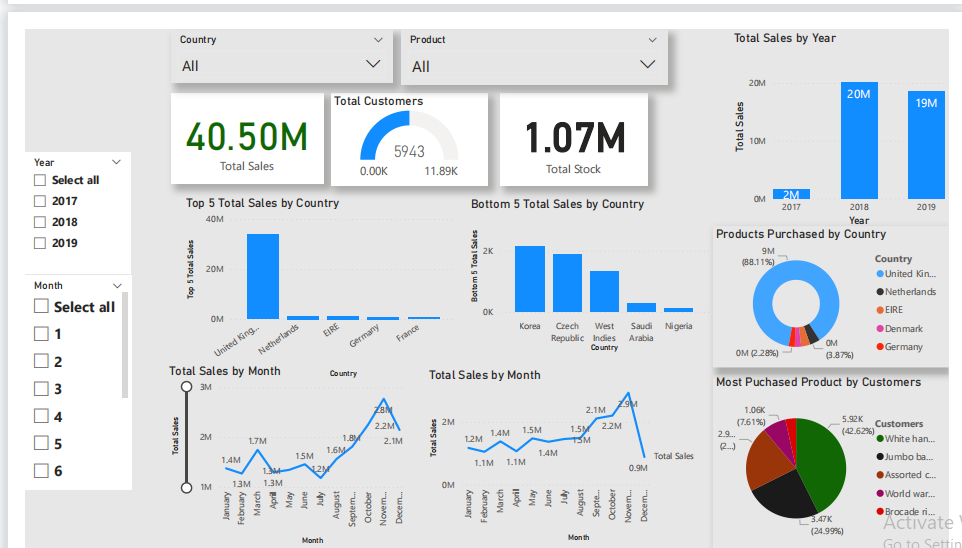 Country
All
Product
All
Total Sales by Year
Total Sales
20M
10M
0M
2M
20M
19M
2017
2018
2019
Year
40.50M
Total Sales
Total Customers
5943
0.00K
11.89K
1.07M
Total Stock
Year
Select all
2017
2018
2019
Month
Select all
1
2
3
4
5
6
Top 5 Total Sales by Country
Top 5 Total Sales
40M
20M
0M
United King...
Netherlands
EIRE
Germany
France
Country
Bottom 5 Total Sales by Country
Bottom 5 Total Sales
2K
0K
Korea
Czech
Republic
West
Indies
Saudi
Arabia
Nigeria
Country
Products Purchased by Country
9M
(88.11%)
0M (2.28%)
0M
(3.87%)
Country
United Kin...
Netherlands
EIRE
Denmark
Germany
Total Sales by Month
Total Sales
3M
2M
1M
1.4M
1.3M
1.7M
1.3M
1.3M
1.5M
1.2M
1.6M
1.8M
2.2M
2.8M
2.1M
January
February
March
April
May
June
July
August
Septem...
October
Novem...
Decem...
Month
Total Sales by Month
Total Sales
2M
0M
1.2M
1.1M
1.4M
1.1M
1.5M
1.4M
1.5M
1.5M
2.1M
2.2M
2.9M
0.9M
Total Sales
January
February
March
April
May
June
July
August
Septe...
October
Novem...
Decem...
Month
Most Puchased Product by Customers
1.06K
(7.61%)
5.92K
(42.62%)
2.9...
(2...)
3.47K
(24.99%)
Customers
White han...
Jumbo ba...
Assorted c...
World war...
Brocade ri...
Activate
Go to Settin